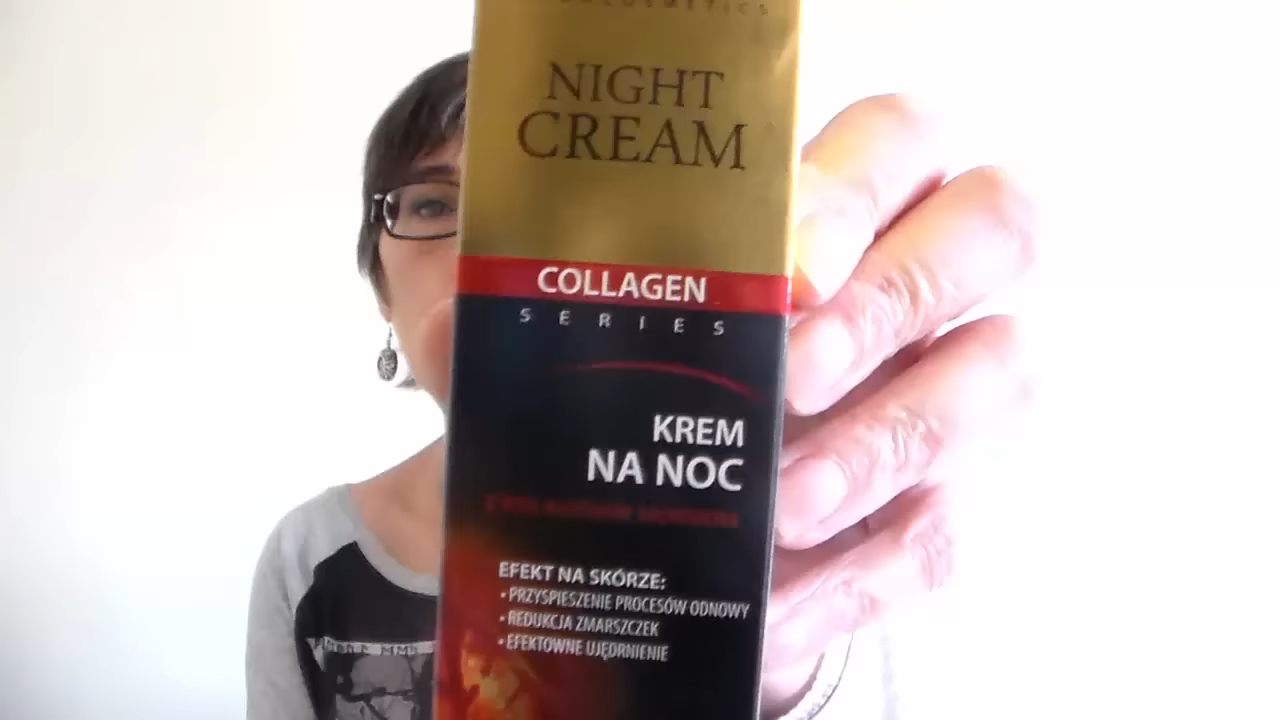 NIGHT
CREAM
COLLAGEN
SERIES
KREM
NA NOC
EFEKT NA SKÓRZE:
• PRZYSPIESZENIE PROCESÓW ODNOWY
• REDUKCJA ZMARSZCZEK
• EFEKTOWNE UJĘDRNIENIE